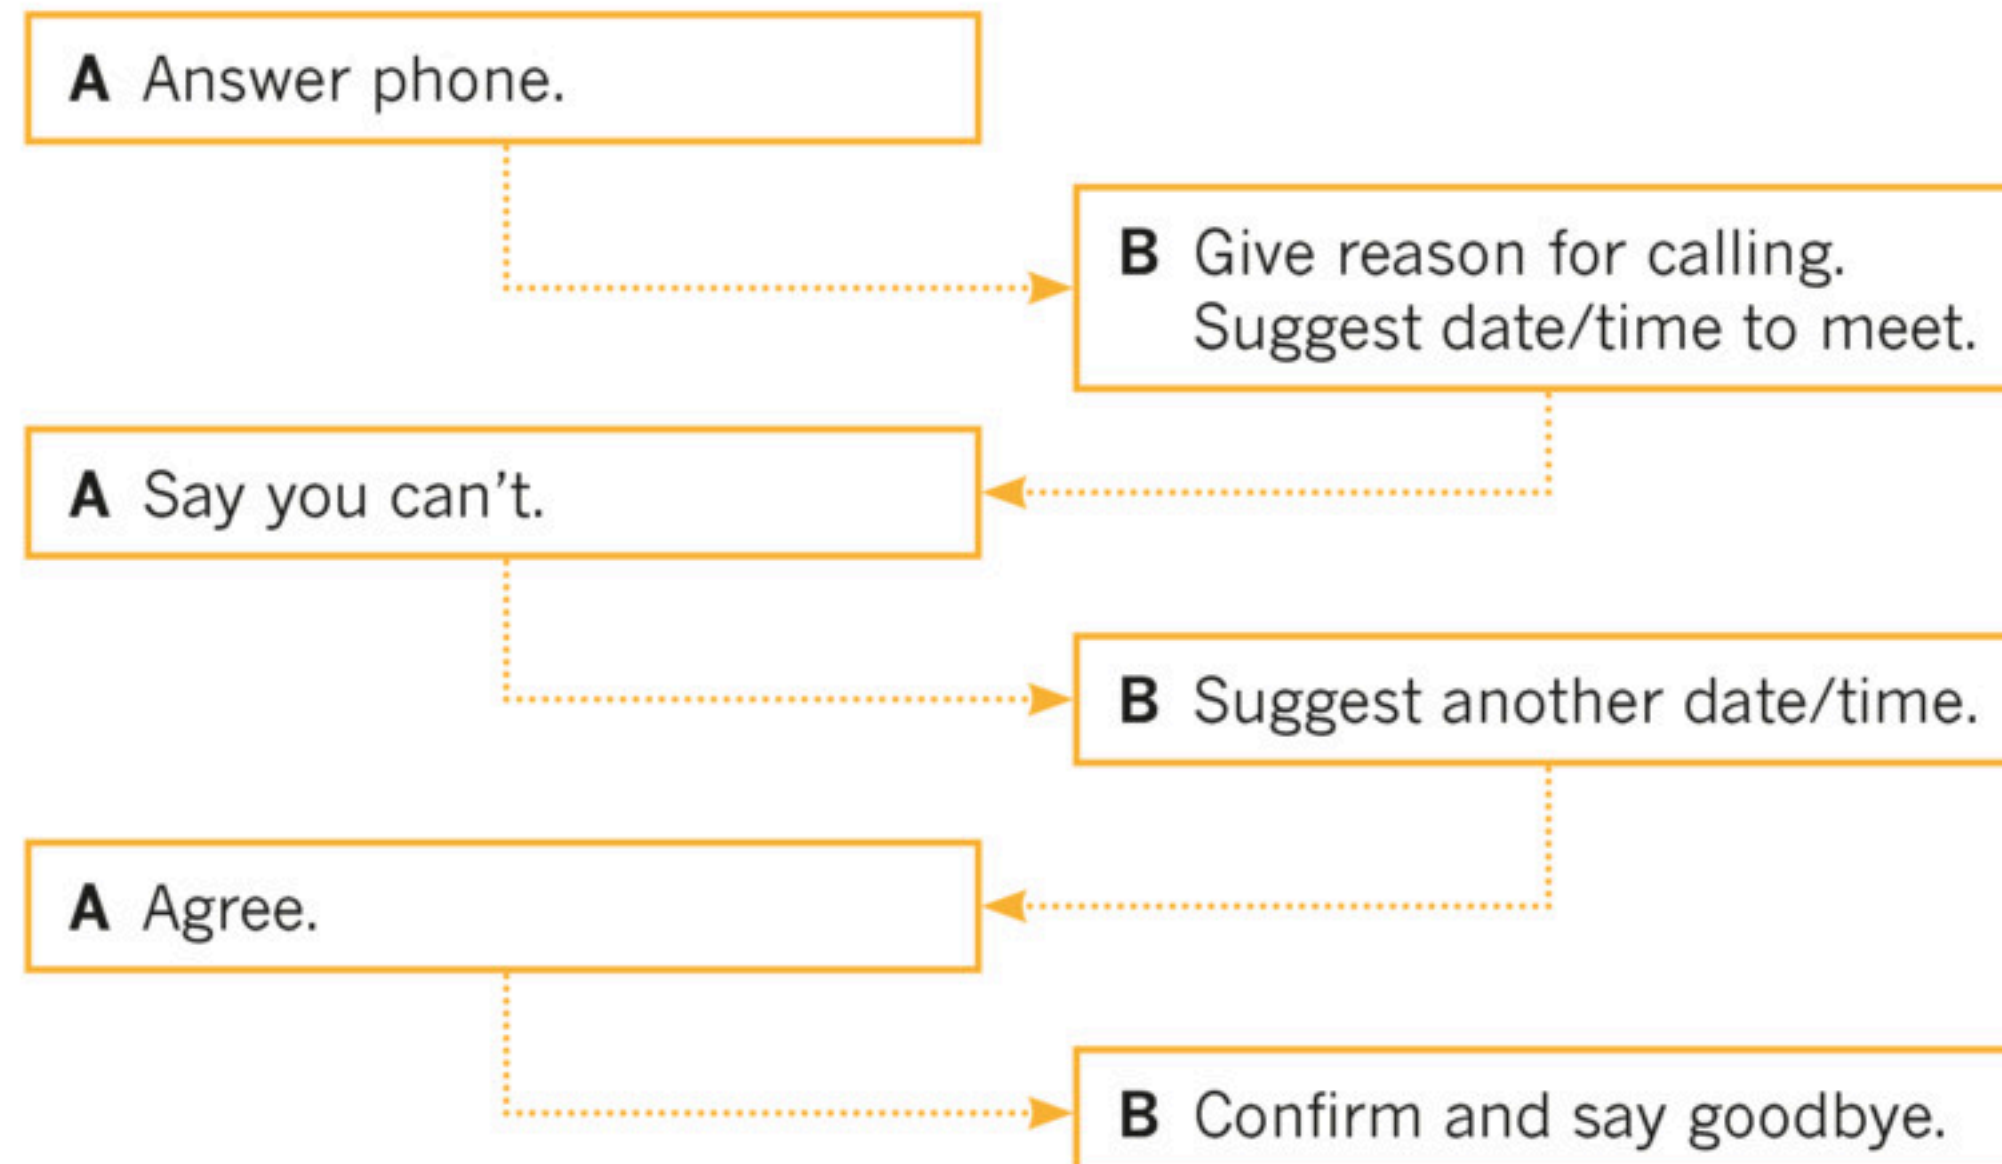 A Answer phone.
B Give reason for calling.
Suggest date/time to meet.
A Say you can’t.
B Suggest another date/time.
A Agree.
B Confirm and say goodbye.